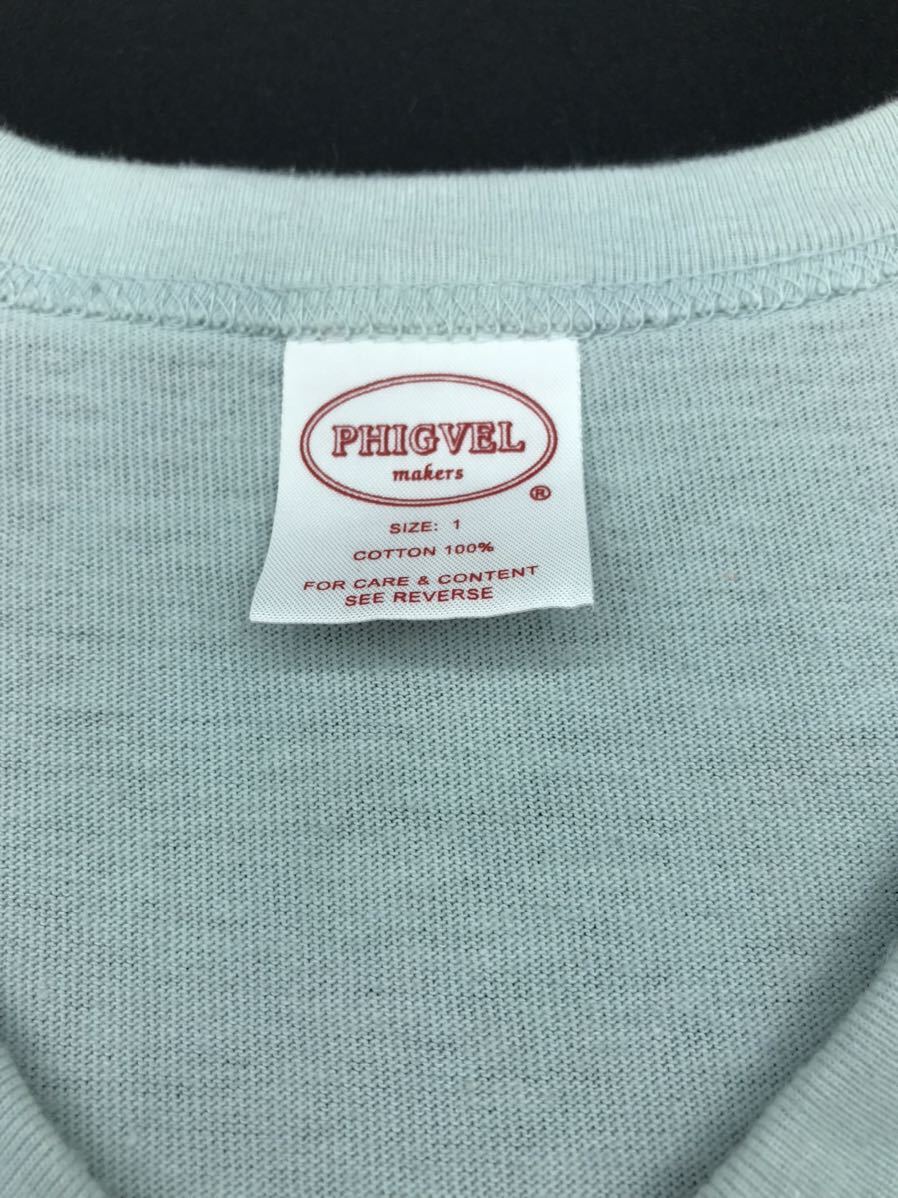 PHIGVEL
makers
®
SIZE: 1
COTTON 100%
FOR CARE & CONTENT
SEE REVERSE